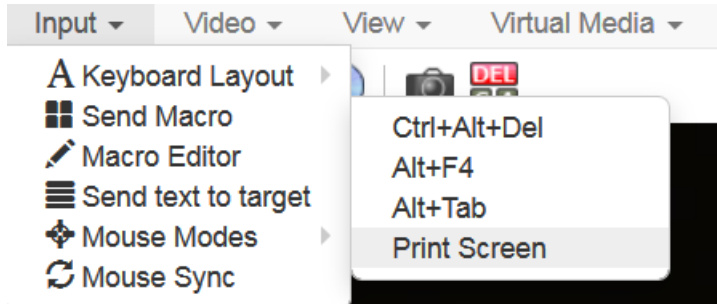 Input
Video
View
Virtual Media
Keyboard Layout
Send Macro
Macro Editor
Send text to target
Mouse Modes
Mouse Sync
DEL
Ctrl+Alt+Del
Alt+F4
Alt+Tab
Print Screen